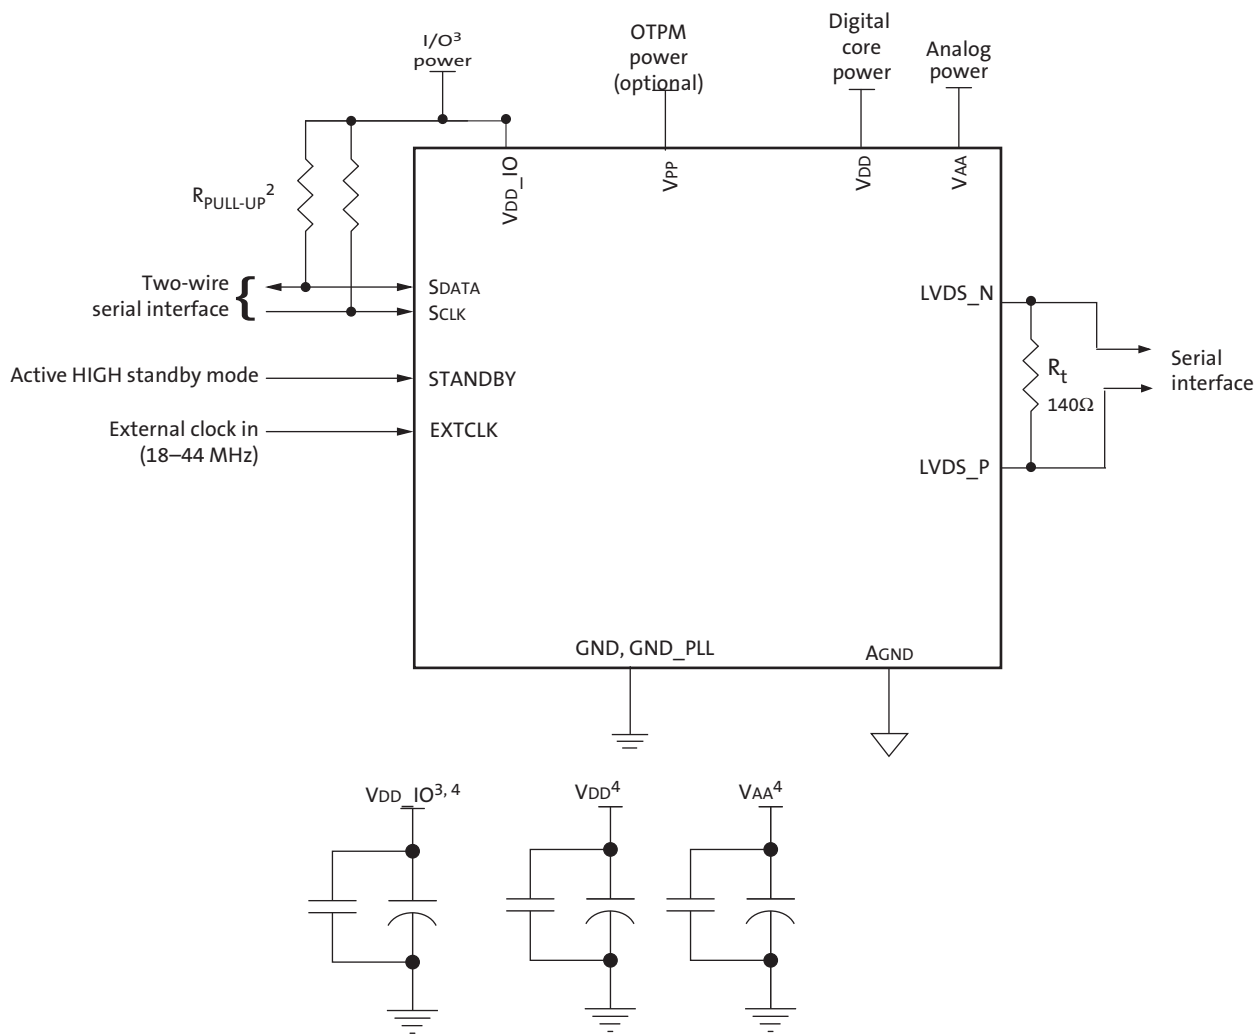 I/O³
power
OTPM
power
(optional)
Digital
core
power
Analog
power
VDD_IO
VPP
VDD
VAA
RPULL-UP²
Two-wire
serial interface
{
SDATA
SCLK
Active HIGH standby mode
STANDBY
External clock in
(18–44 MHz)
EXTCLK
LVDS_N
Rt
140Ω
LVDS_P
Serial
interface
GND, GND_PLL
AGND
VDD_IO³, ⁴
VDD⁴
VAA⁴